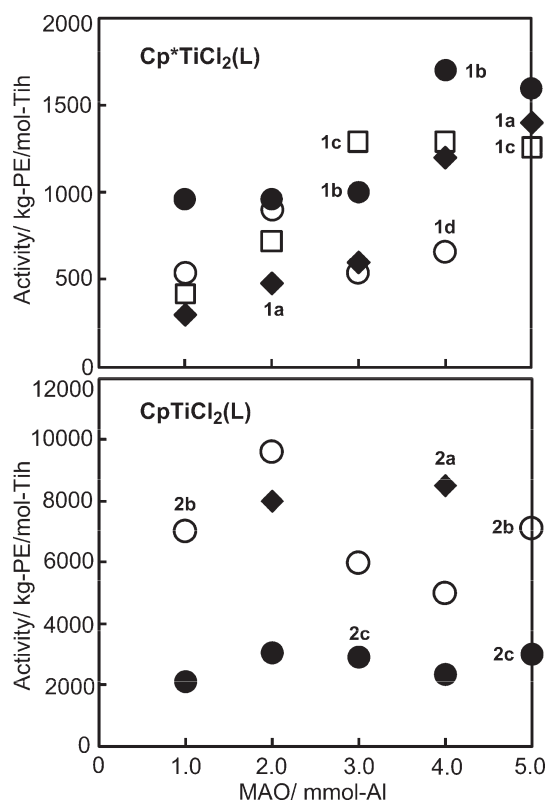 2000
Cp*TiCl2(L)
1b
1500
1a
1c
1c
1000
1b
1d
500
1a
0
Activity/ kg-PE/mol-Tih
12000
CpTiCl2(L)
10000
2a
2b
8000
2b
6000
4000
2c
2c
2000
0
Activity/ kg-PE/mol-Tih
0 1.0 2.0 3.0 4.0 5.0
MAO/ mmol-Al